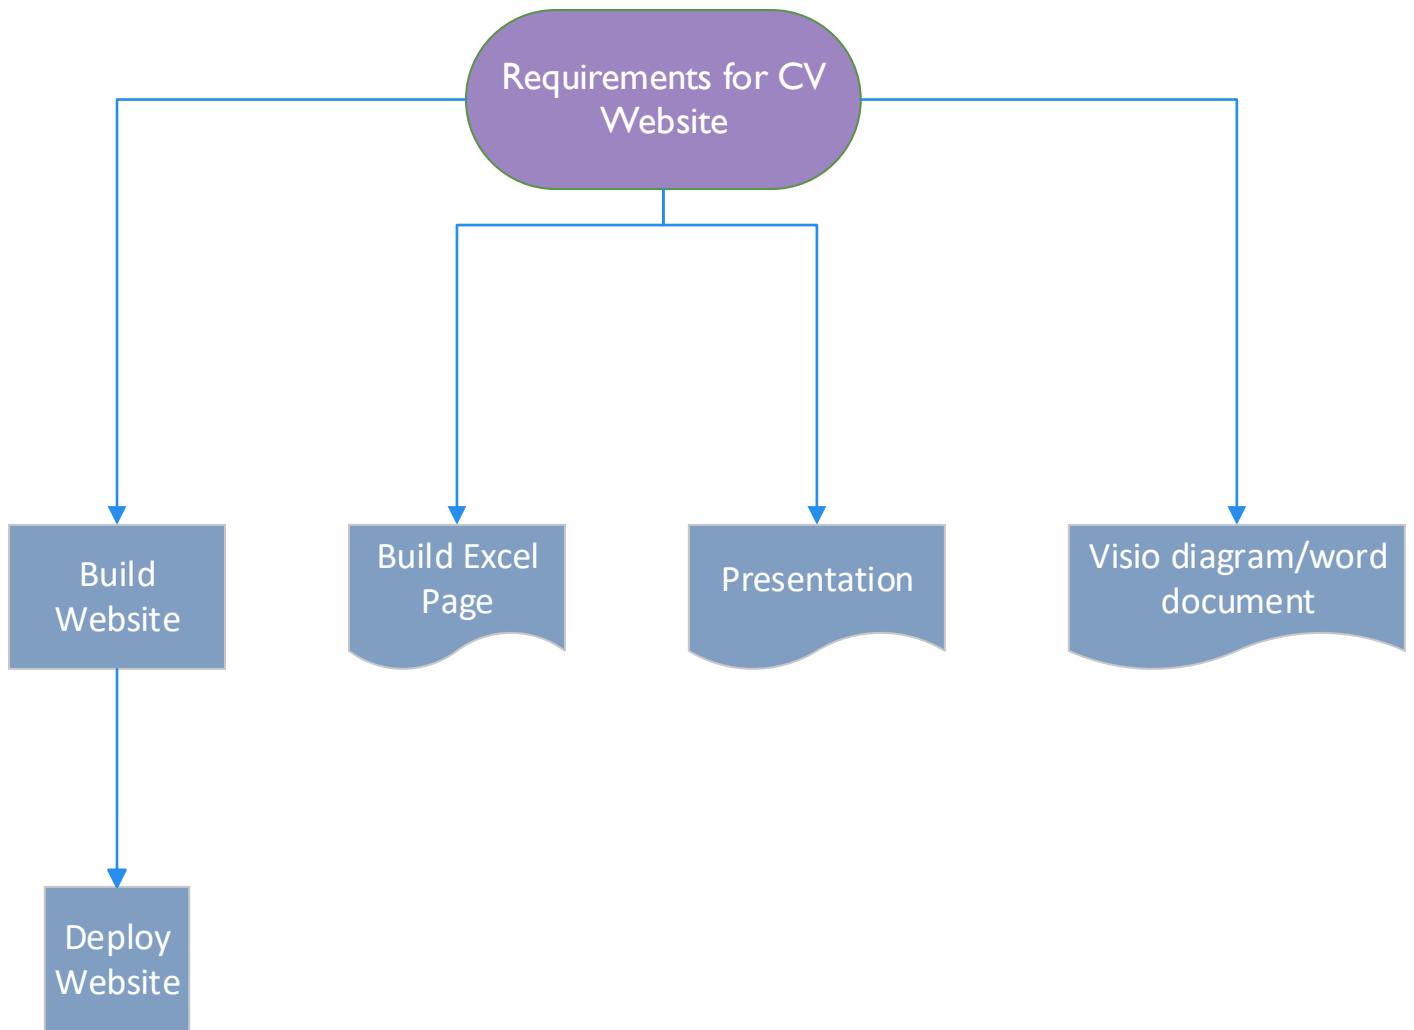 Requirements for CV
Website
Build
Website
Build Excel
Page
Presentation
Visio diagram/word
document
Deploy
Website